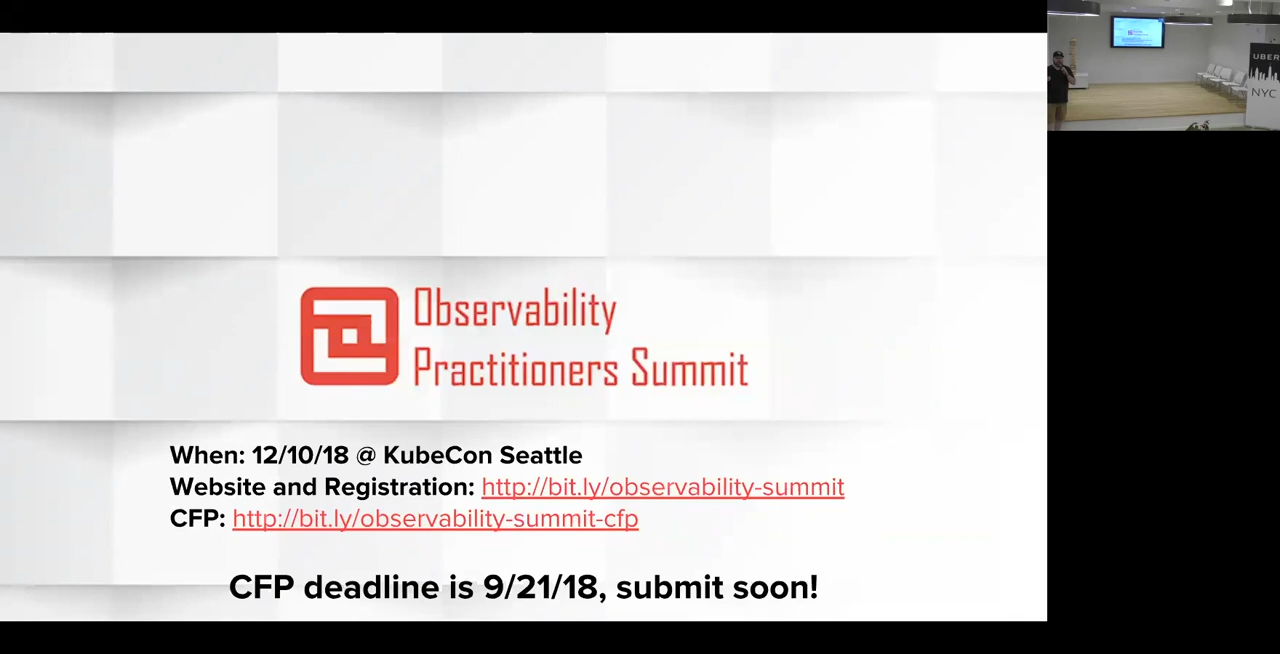 Observability
Practitioners Summit
When: 12/10/18 @ KubeCon Seattle
Website and Registration: http://bit.ly/observability-summit
CFP: http://bit.ly/observability-summit-cfp
CFP deadline is 9/21/18, submit soon!
UBER
NYC